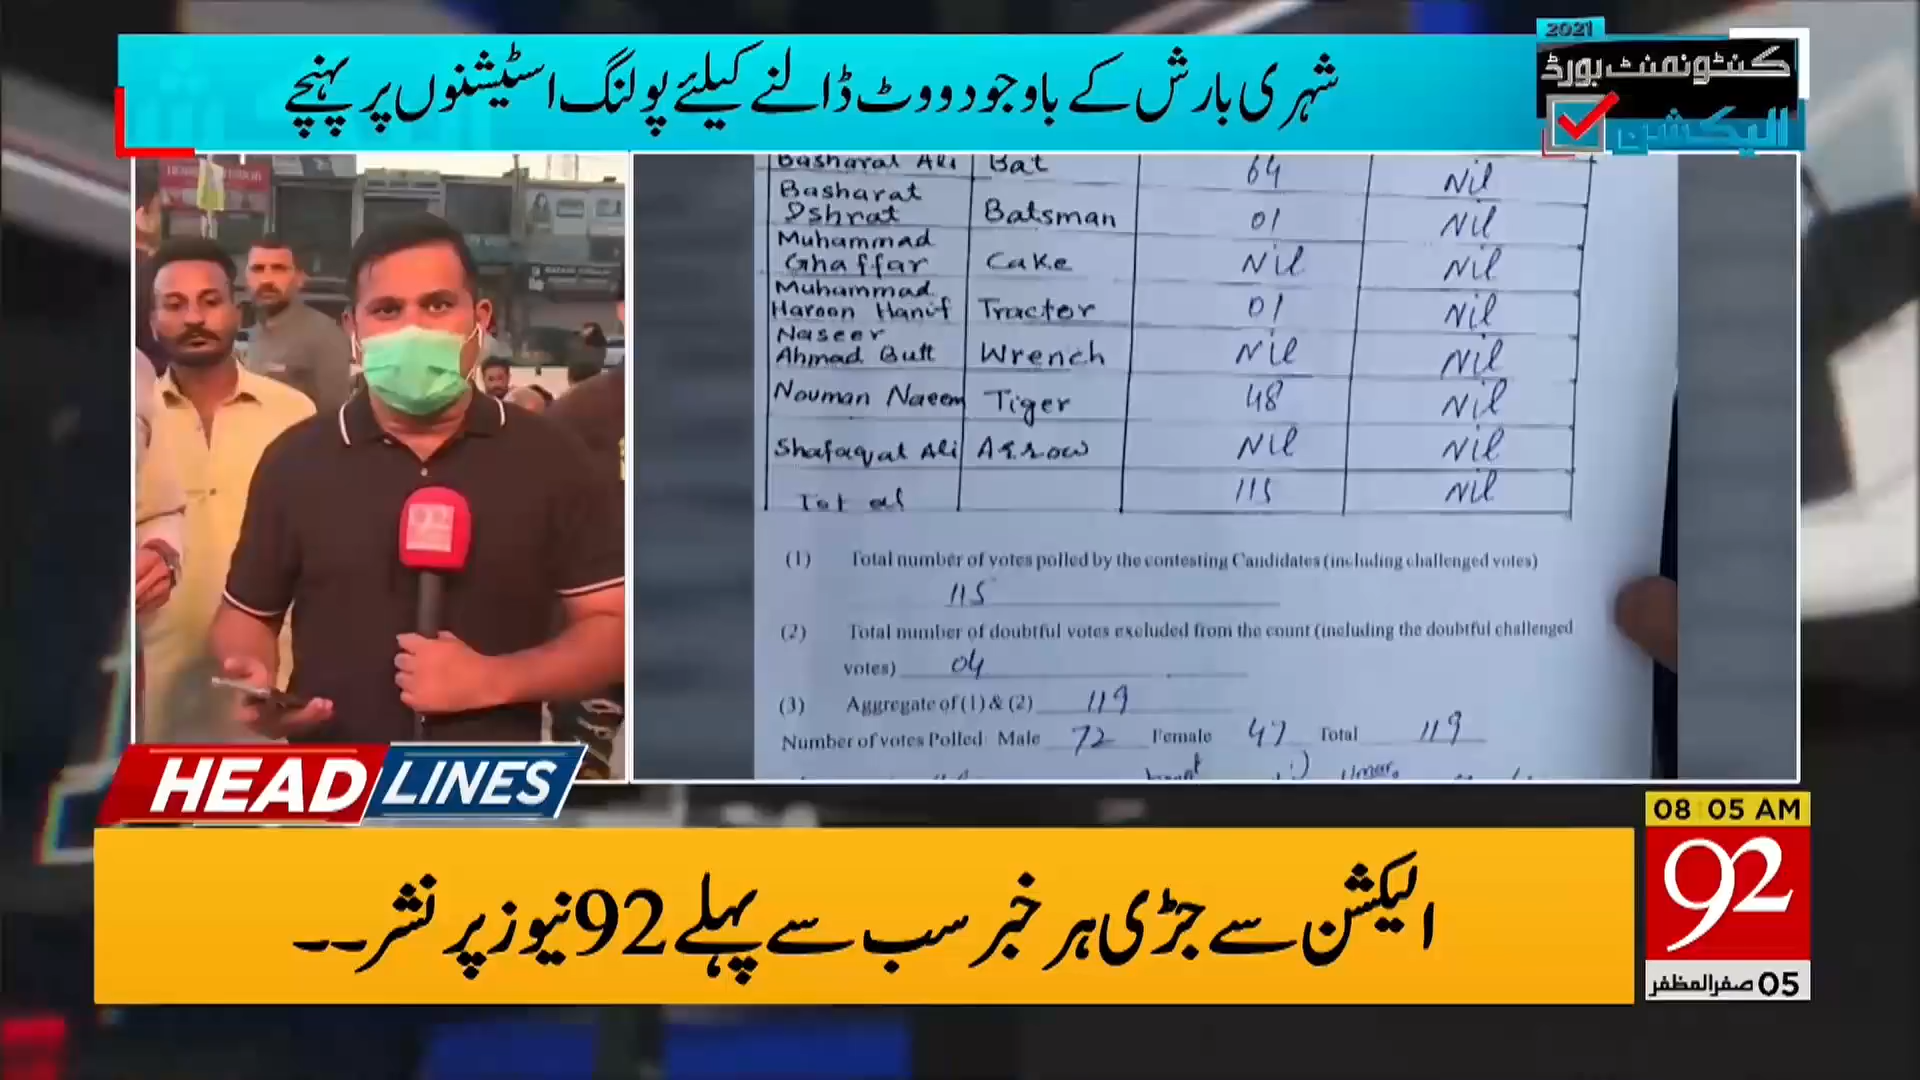 2021
کنٹونمنٹ بورڈ
الیکشن
شہری بارش کے باوجود ووٹ ڈالنے کیلئے پولنگ اسٹیشنوں پر پہنچے
Basharat Ali Bat 64 Nil
Basharat
Ishrat Batsman 01 Nil
Muhammad
Ghaffar Cake Nil Nil
Muhammad
Haroon Hanif Tractor 01 Nil
Naseer
Ahmad Butt Wrench Nil Nil
Nouman Naeem Tiger 48 Nil
Shafaqat Ali Arrow Nil Nil
Total 115 Nil
(1) Total number of votes polled by the contesting Candidates (including challenged votes)
115
(2) Total number of doubtful votes excluded from the count (including the doubtful challenged
votes) 04
(3) Aggregate of (1) & (2) 119
Number of votes Polled: Male 72 Female 47 Total 119
92
HEADLINES
الیکشن سے جڑی ہر خبر سب سے پہلے 92 نیوز پر نشر۔۔
08:05 AM
92
05 صفر المظفر